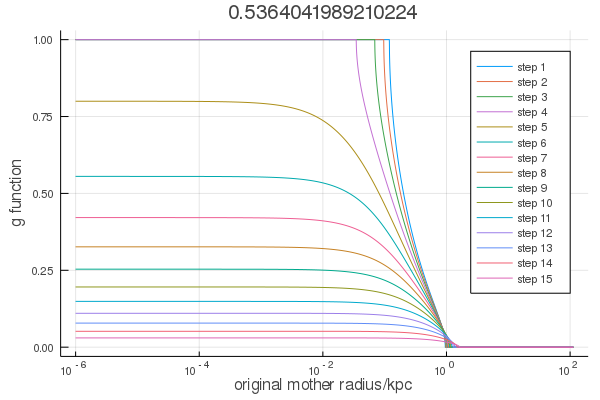 0.5364041989210224
1.00
0.75
0.50
0.25
0.00
g function
step 1
step 2
step 3
step 4
step 5
step 6
step 7
step 8
step 9
step 10
step 11
step 12
step 13
step 14
step 15
10^-6 10^-4 10^-2 10^0 10^2
original mother radius/kpc